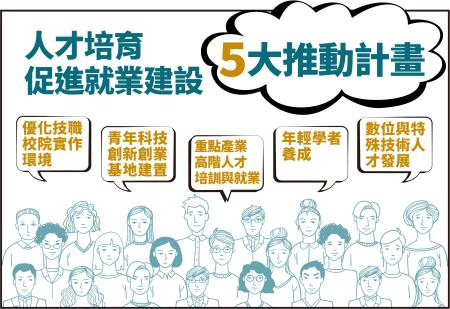 人才培育
促進就業建設
5大推動計畫
優化技職
校院實作
環境
青年科技
創新創業
基地建置
重點產業
高階人才
培訓與就業
年輕學者
養成
數位與特
殊技術人
才發展